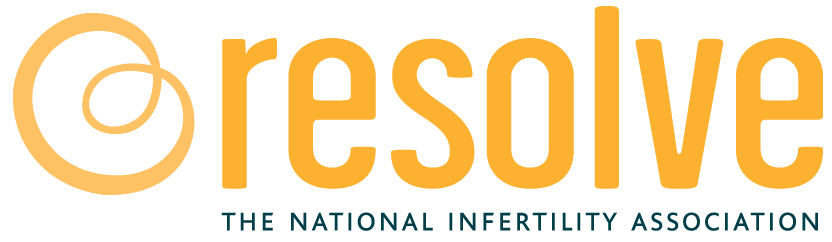 resolve
THE NATIONAL INFERTILITY ASSOCIATION